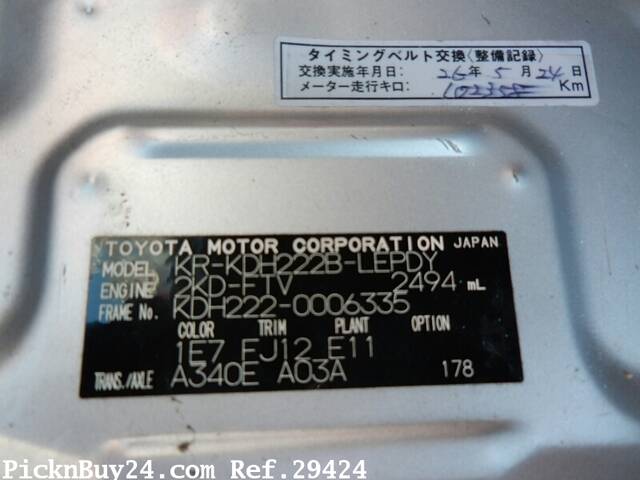 タイミングベルト交換〈整備記録〉
交換実施年月日: 26年 5月 24日
メーター走行キロ: Km
TOYOTA MOTOR CORPORATION JAPAN
MODEL KR-KDH222B-LEPDY
ENGINE 2KD-FTV 2494 mL
FRAME No. KDH222-0006335
COLOR TRIM PLANT OPTION
1E7 FJ12 E11
TRANS./AXLE A340E A03A 178
PicknBuy24.com Ref.29424